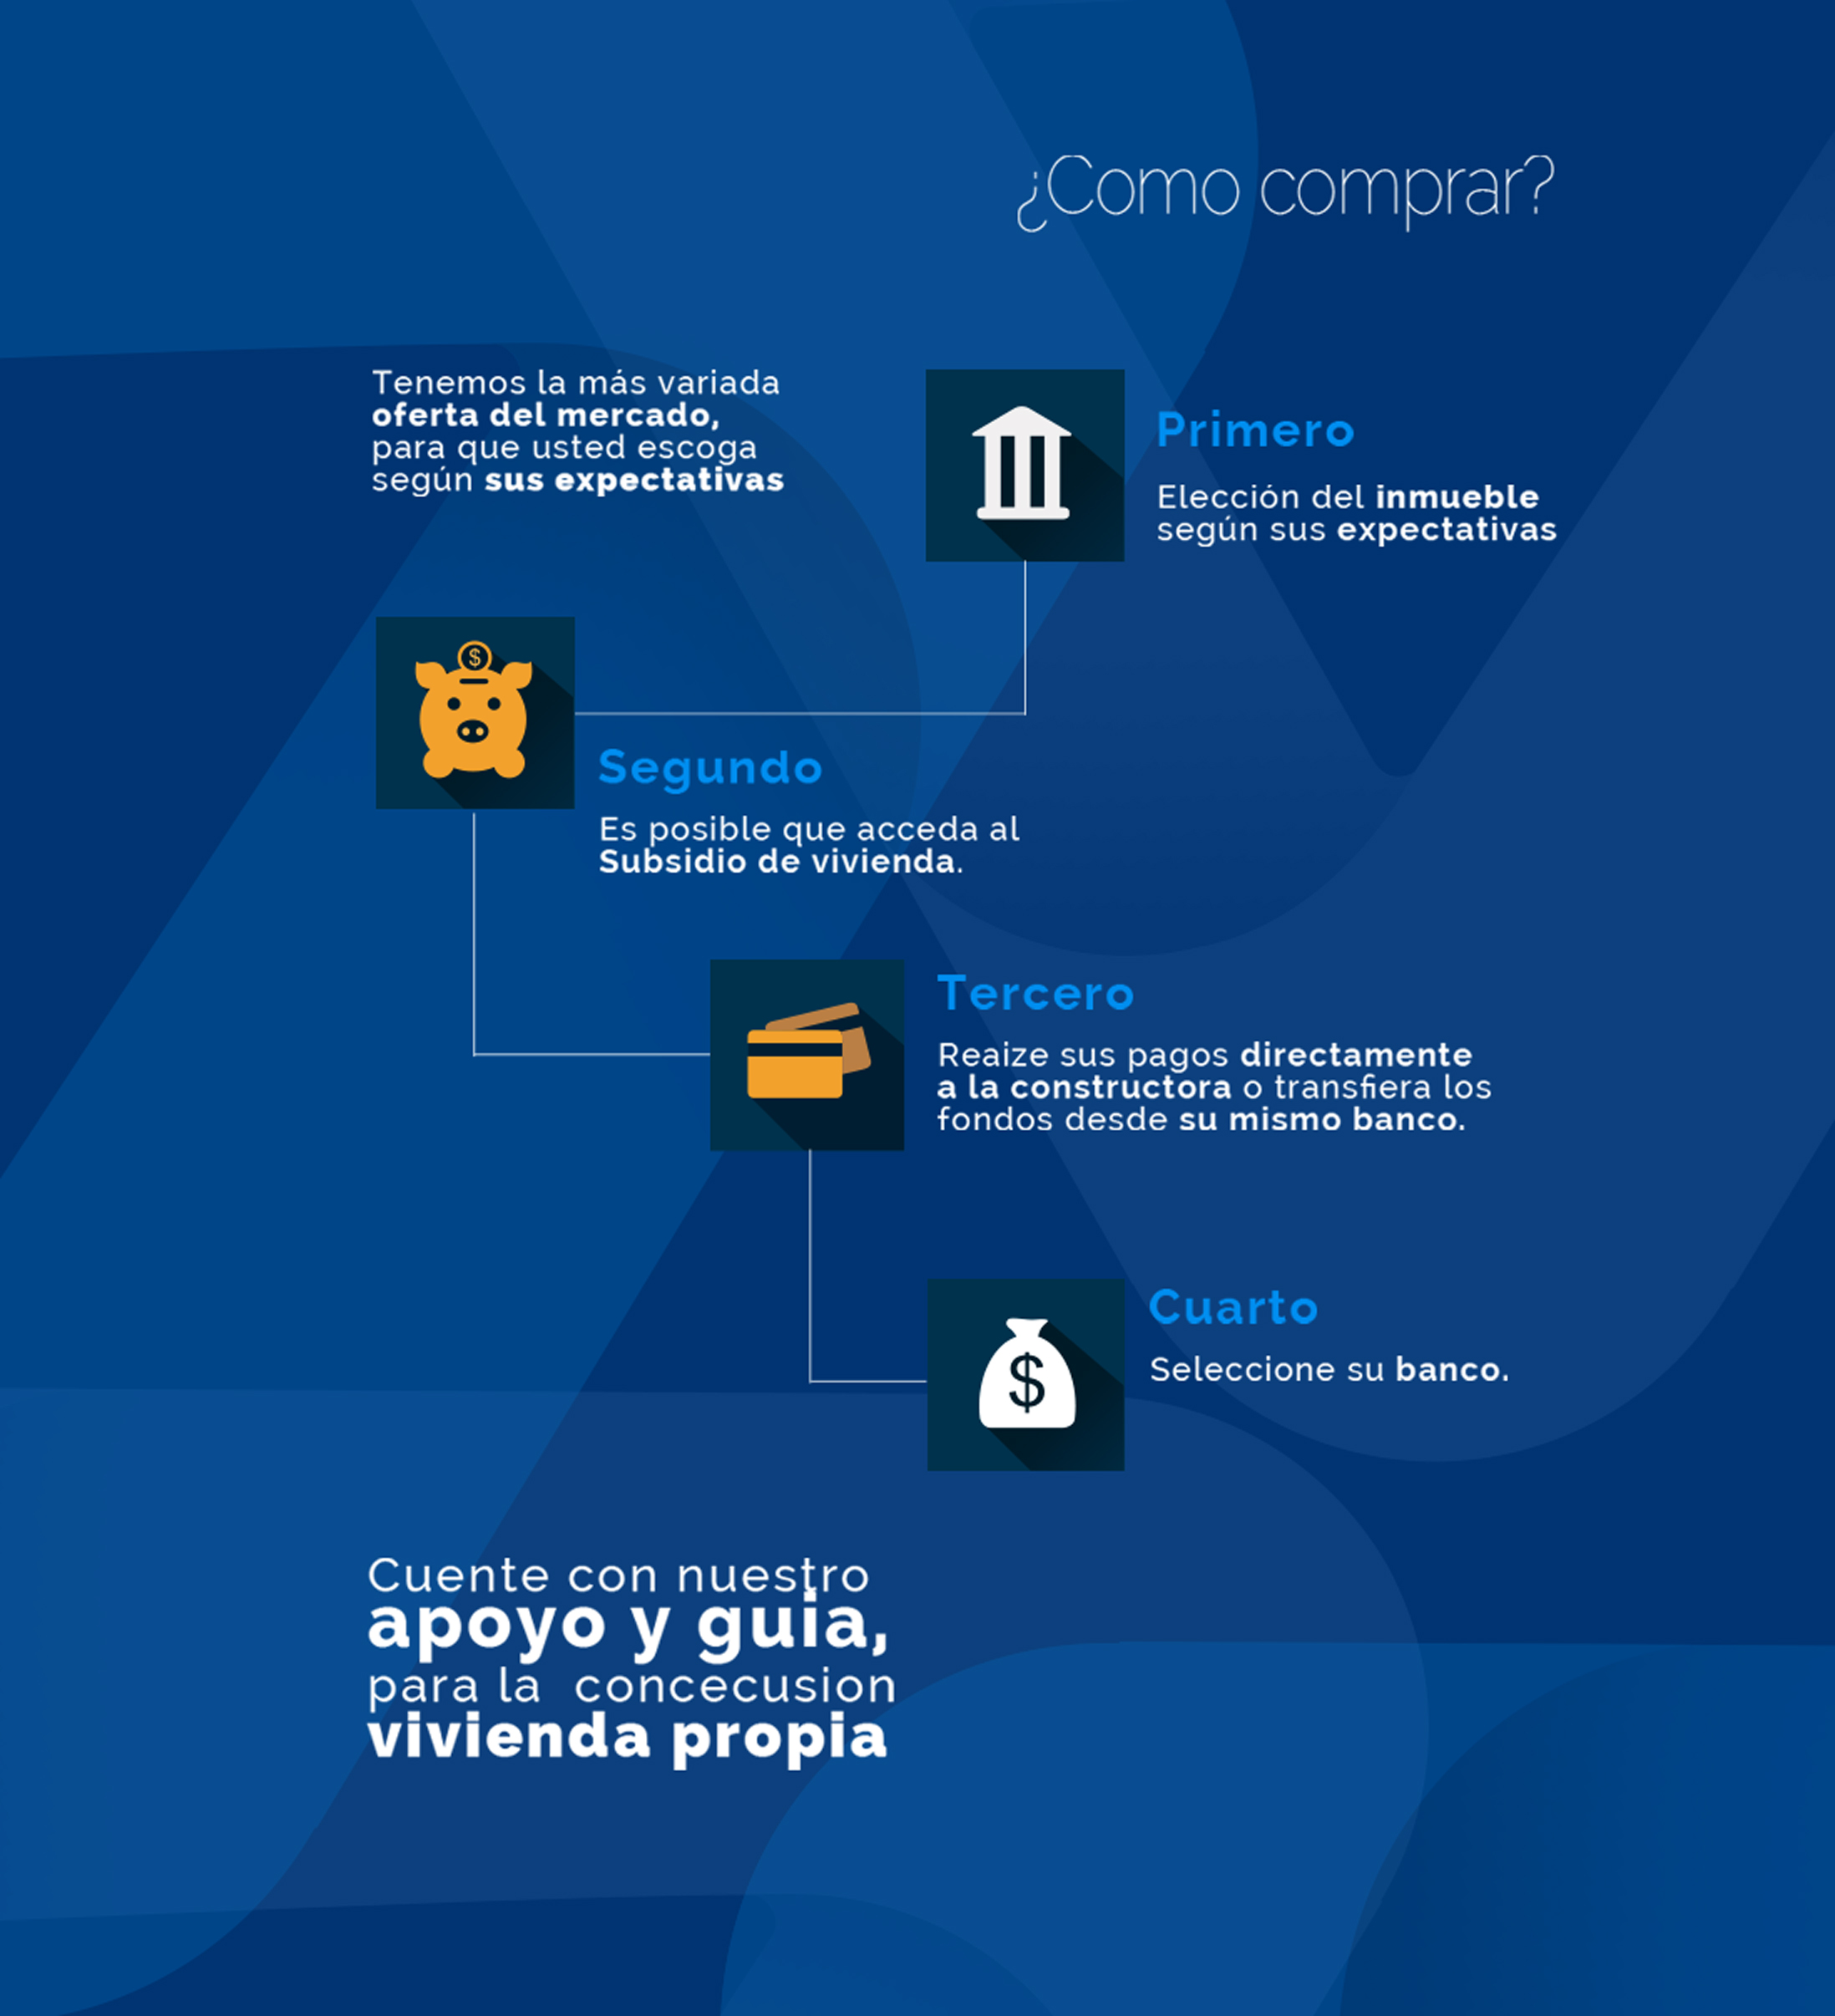 ¿Como comprar?
Tenemos la más variada
oferta del mercado,
para que usted escoga
según sus expectativas
Primero
Elección del inmueble
según sus expectativas
$
Segundo
Es posible que acceda al
Subsidio de vivienda.
Tercero
Reaize sus pagos directamente
a la constructora o transfiera los
fondos desde su mismo banco.
$
Cuarto
Seleccione su banco.
Cuente con nuestro
apoyo y guia,
para la concecusion
vivienda propia